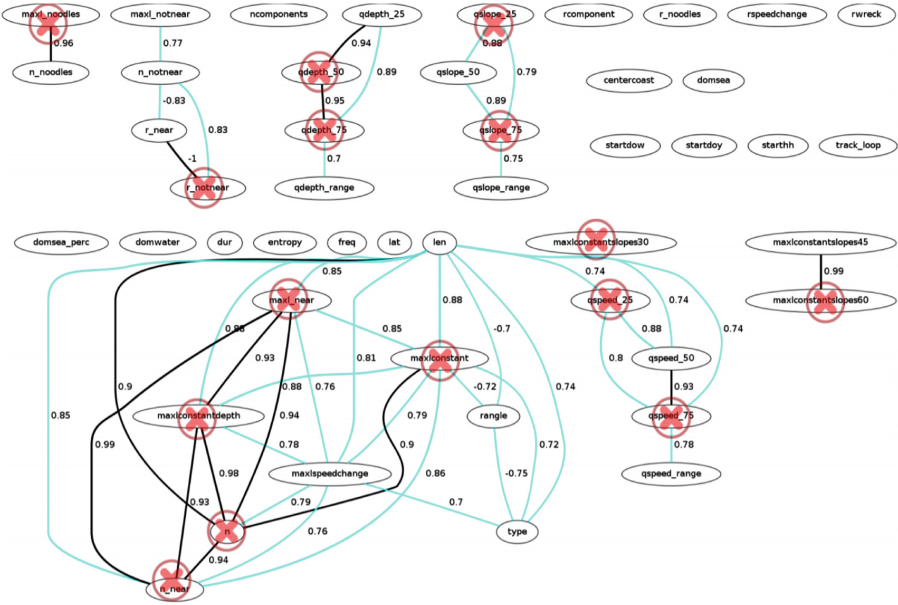 maxl_noodles maxl_notnear ncomponents qdepth_25 qslope_25 rcomponent r_noodles rspeedchange rwreck
0.96 0.77 0.94 0.88
n_noodles n_notnear qdepth_50 0.89 qslope_50 0.79 centercoast domsea
-0.83 0.83 0.95 0.89
r_near qdepth_75 qslope_75 startdow startdoy starthh track_loop
-1 0.7 0.75
r_notnear qdepth_range qslope_range
domsea_perc domwater dur entropy freq lat len maxlconstantslopes30 maxlconstantslopes45
0.85 0.74 0.99
maxl_near 0.88 qspeed_25 0.74 maxlconstantslopes60
0.88 0.85 -0.7 0.88 0.74
0.93 0.81 maxlconstant 0.8 qspeed_50
0.9 0.88 0.76 -0.72 0.74 0.93
0.85 maxlconstantdepth 0.94 0.79 rangle qspeed_75
0.99 0.78 0.9 0.72 0.78
0.98 maxlspeedchange 0.86 -0.75 qspeed_range
0.93 0.79 0.7
n 0.76 type
0.94
n_near